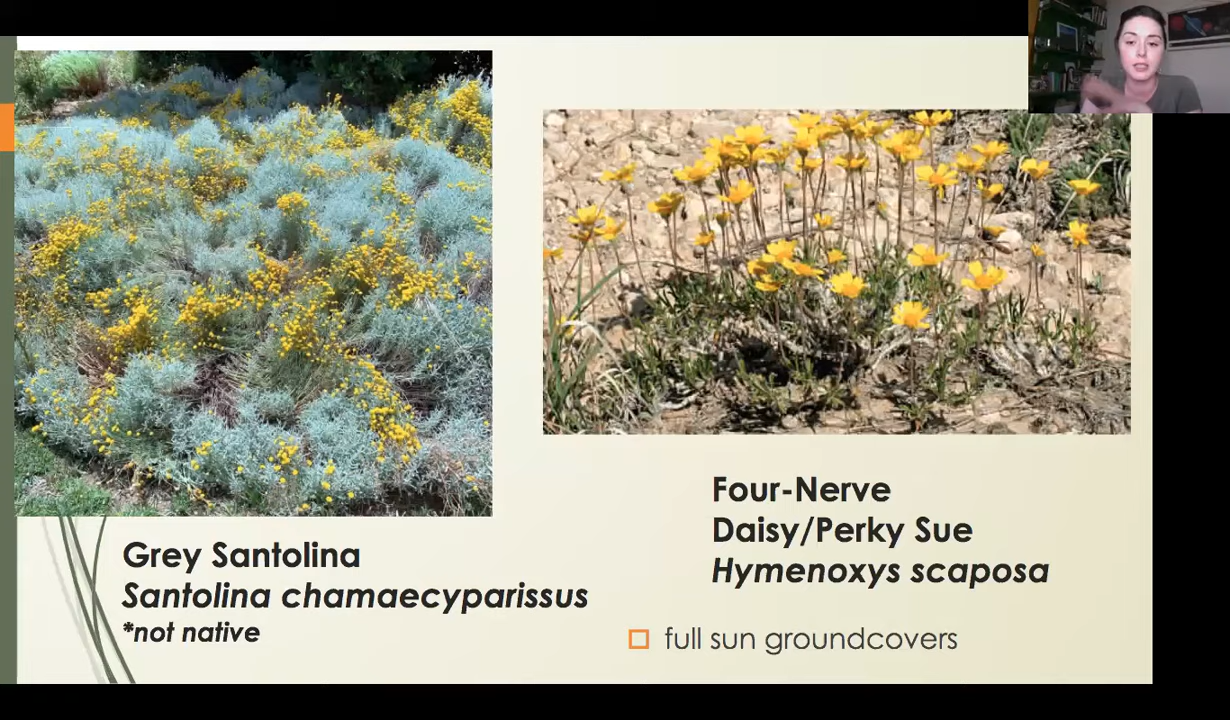 Grey Santolina
Santolina chamaecyparissus
*not native
Four-Nerve
Daisy/Perky Sue
Hymenoxys scaposa
full sun groundcovers